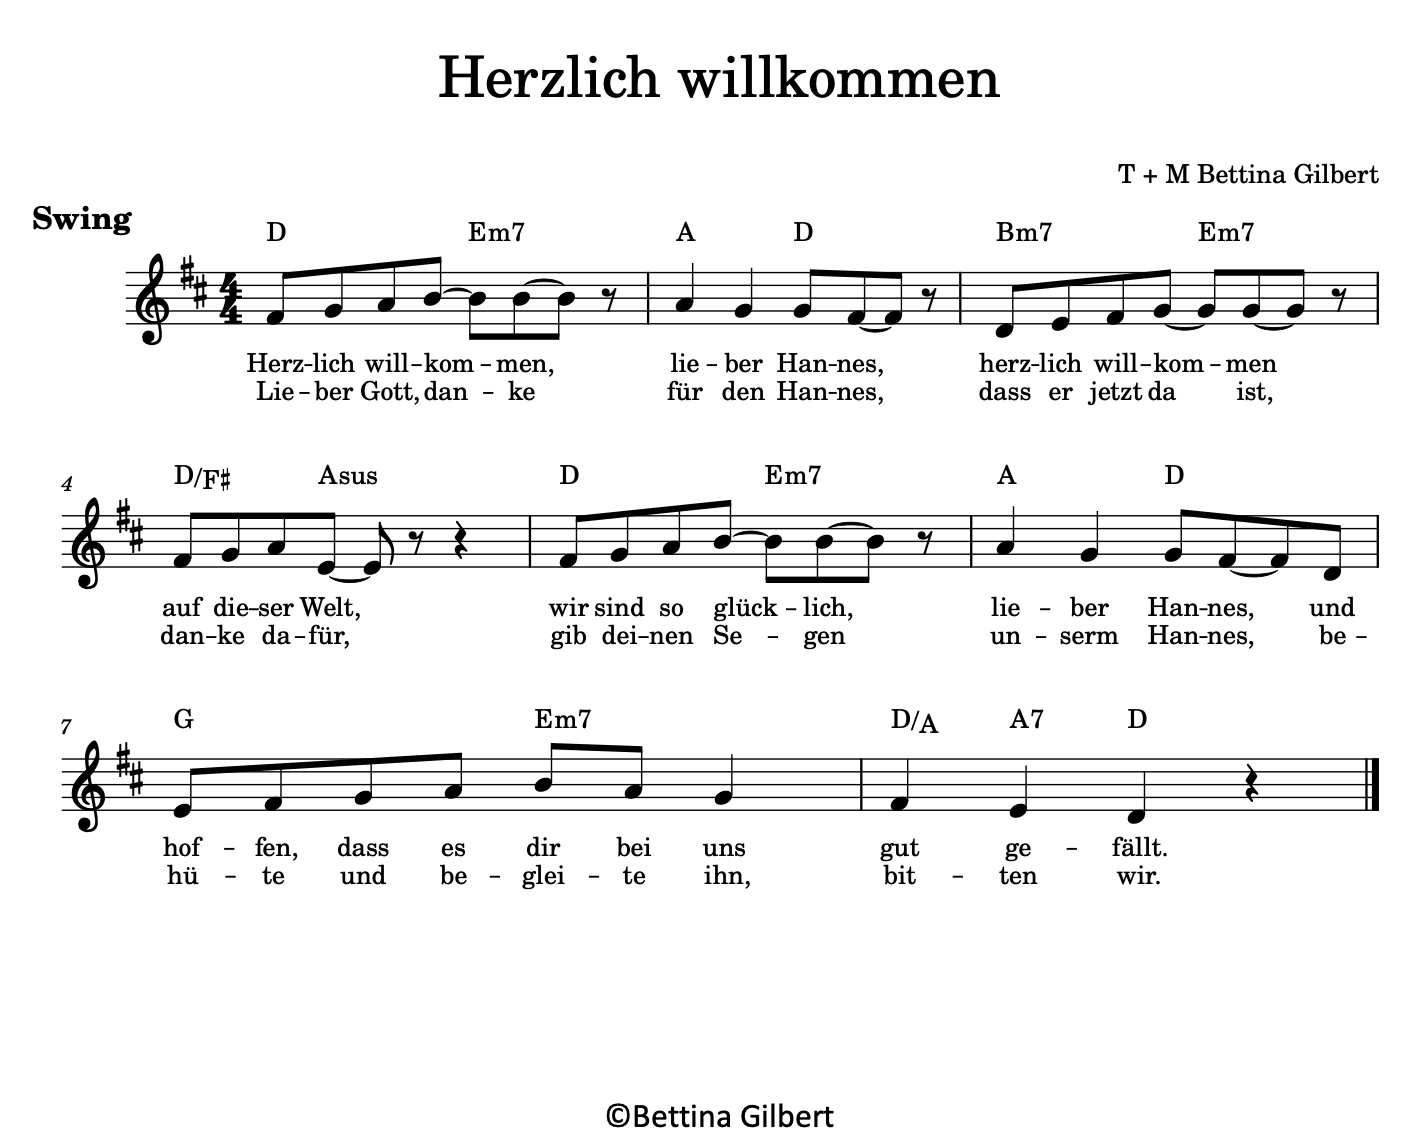 Herzlich willkommen
T + M Bettina Gilbert
Swing
D Em7 A D Bm7 Em7
4
4
Herz - lich will - kom - men, lie - ber Han - nes, herz - lich will - kom - men
Lie - ber Gott, dan - ke für den Han - nes, dass er jetzt da ist,
4 D/F♯ Asus D Em7 A D
auf die - ser Welt, wir sind so glück - lich, lie - ber Han - nes, und
dan - ke da - für, gib dei - nen Se - gen un - serm Han - nes, be -
7 G Em7 D/A A7 D
hof - fen, dass es dir bei uns gut ge - fällt.
hü - te und be - glei - te ihn, bit - ten wir.
©Bettina Gilbert